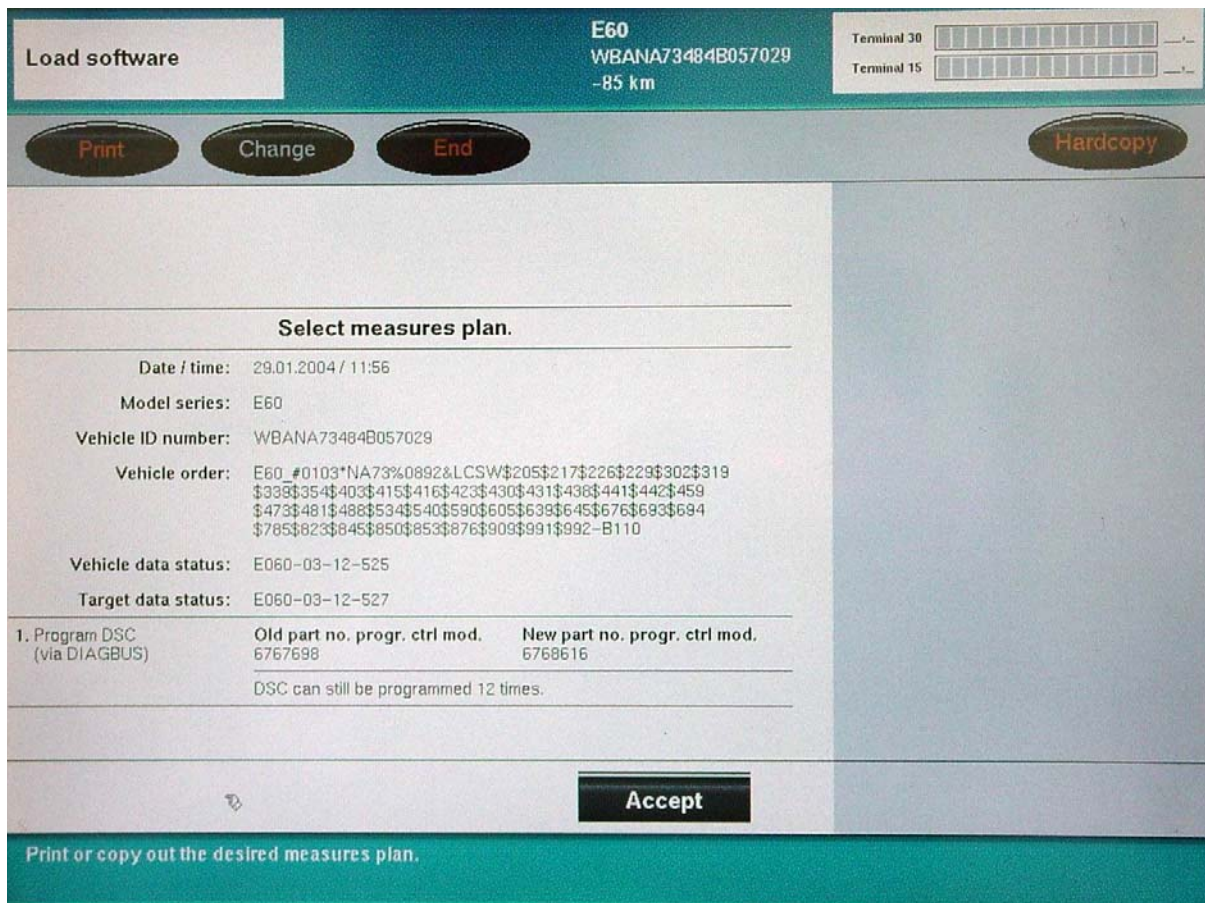 Load software
E60
WBANA73484B057029
-85 km
Terminal 30
Terminal 15
Print
Change
End
Hardcopy
Select measures plan.
Date / time: 29.01.2004 / 11:56
Model series: E60
Vehicle ID number: WBANA73484B057029
Vehicle order: E60_#0103*NA73%0892&LCSW$205$217$226$229$302$319
$339$354$403$415$416$423$430$431$438$441$442$459
$473$481$488$534$540$590$605$639$645$676$693$694
$785$823$845$850$853$876$909$991$992-B110
Vehicle data status: E060-03-12-525
Target data status: E060-03-12-527
1. Program DSC Old part no. progr. ctrl mod. New part no. progr. ctrl mod.
(via DIAGBUS) 6767698 6768616
DSC can still be programmed 12 times.
Accept
Print or copy out the desired measures plan.